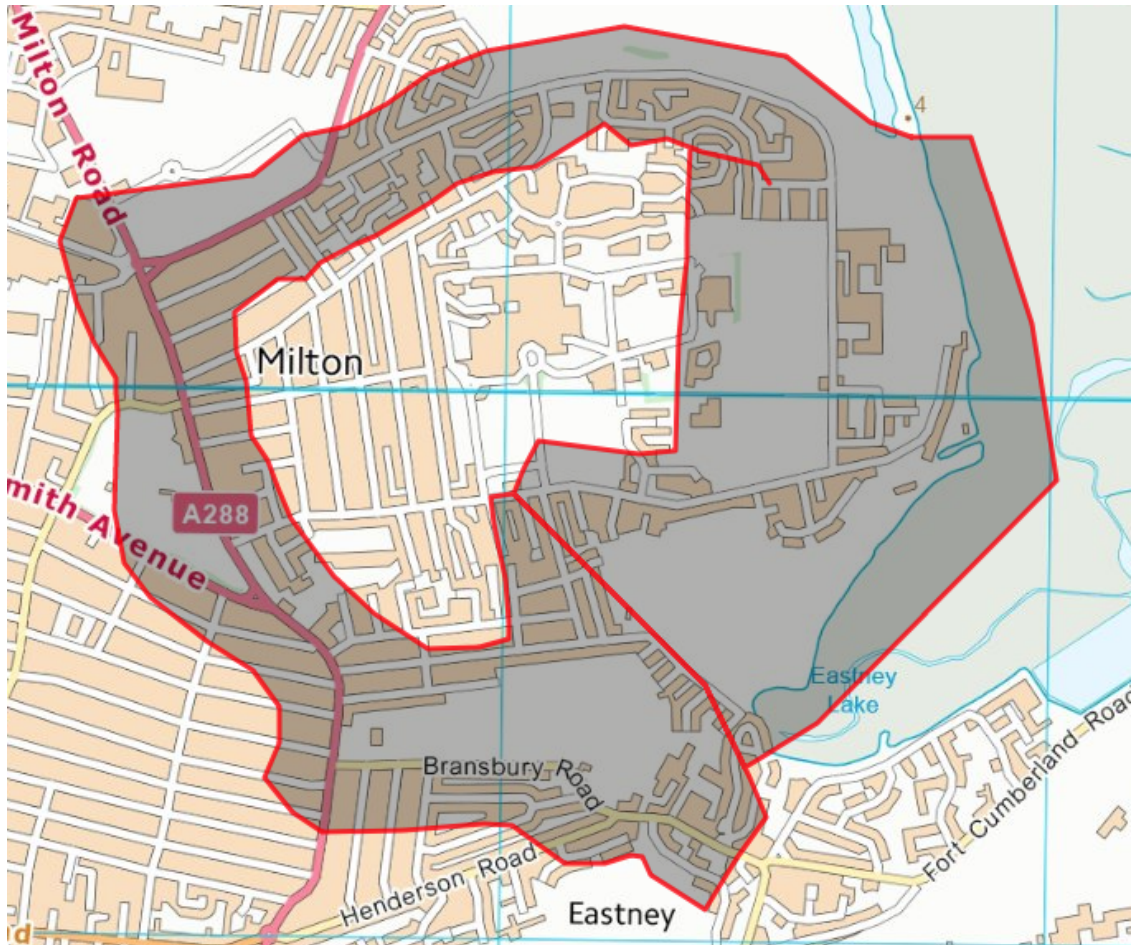 Milton Road
4
Milton
mith Avenue
A288
Eastney
Lake
Bransbury Road
Henderson Road
Fort Cumberland Road
Eastney
d